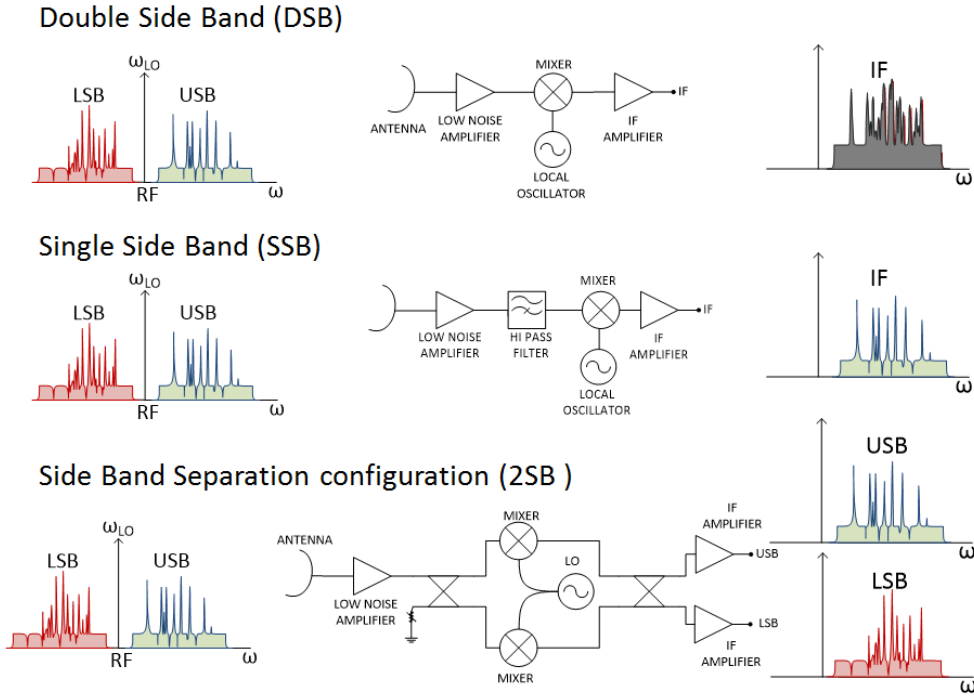 Double Side Band (DSB)
ωLO
LSB
USB
RF
ω
ANTENNA
LOW NOISE
AMPLIFIER
MIXER
LOCAL
OSCILLATOR
IF
AMPLIFIER
IF
IF
ω
Single Side Band (SSB)
ωLO
LSB
USB
RF
ω
LOW NOISE
AMPLIFIER
HI PASS
FILTER
MIXER
LOCAL
OSCILLATOR
IF
AMPLIFIER
IF
IF
ω
Side Band Separation configuration (2SB )
ωLO
LSB
USB
RF
ω
ANTENNA
LOW NOISE
AMPLIFIER
MIXER
LO
MIXER
IF
AMPLIFIER
USB
LSB
IF
AMPLIFIER
USB
ω
LSB
ω